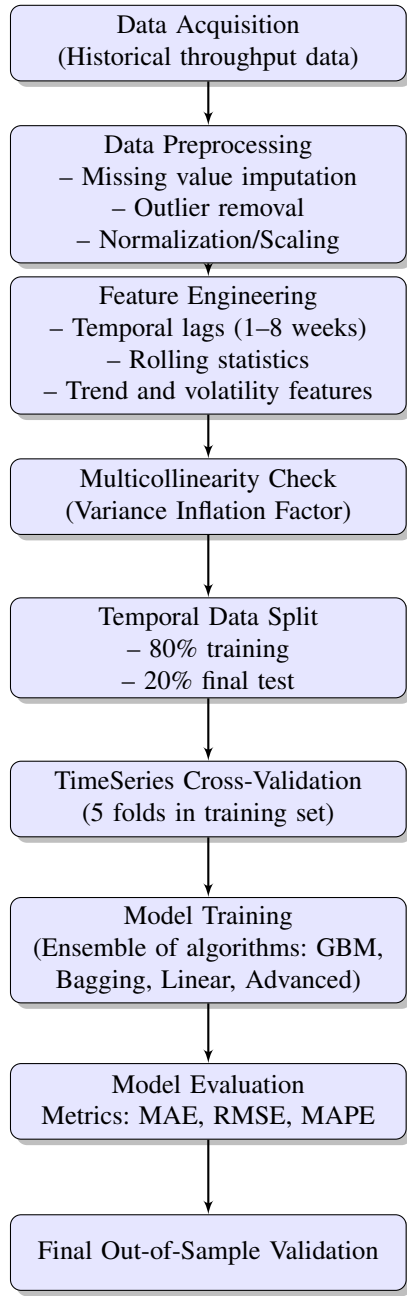 Data Acquisition
(Historical throughput data)
Data Preprocessing
– Missing value imputation
– Outlier removal
– Normalization/Scaling
Feature Engineering
– Temporal lags (1–8 weeks)
– Rolling statistics
– Trend and volatility features
Multicollinearity Check
(Variance Inflation Factor)
Temporal Data Split
– 80% training
– 20% final test
TimeSeries Cross-Validation
(5 folds in training set)
Model Training
(Ensemble of algorithms: GBM,
Bagging, Linear, Advanced)
Model Evaluation
Metrics: MAE, RMSE, MAPE
Final Out-of-Sample Validation